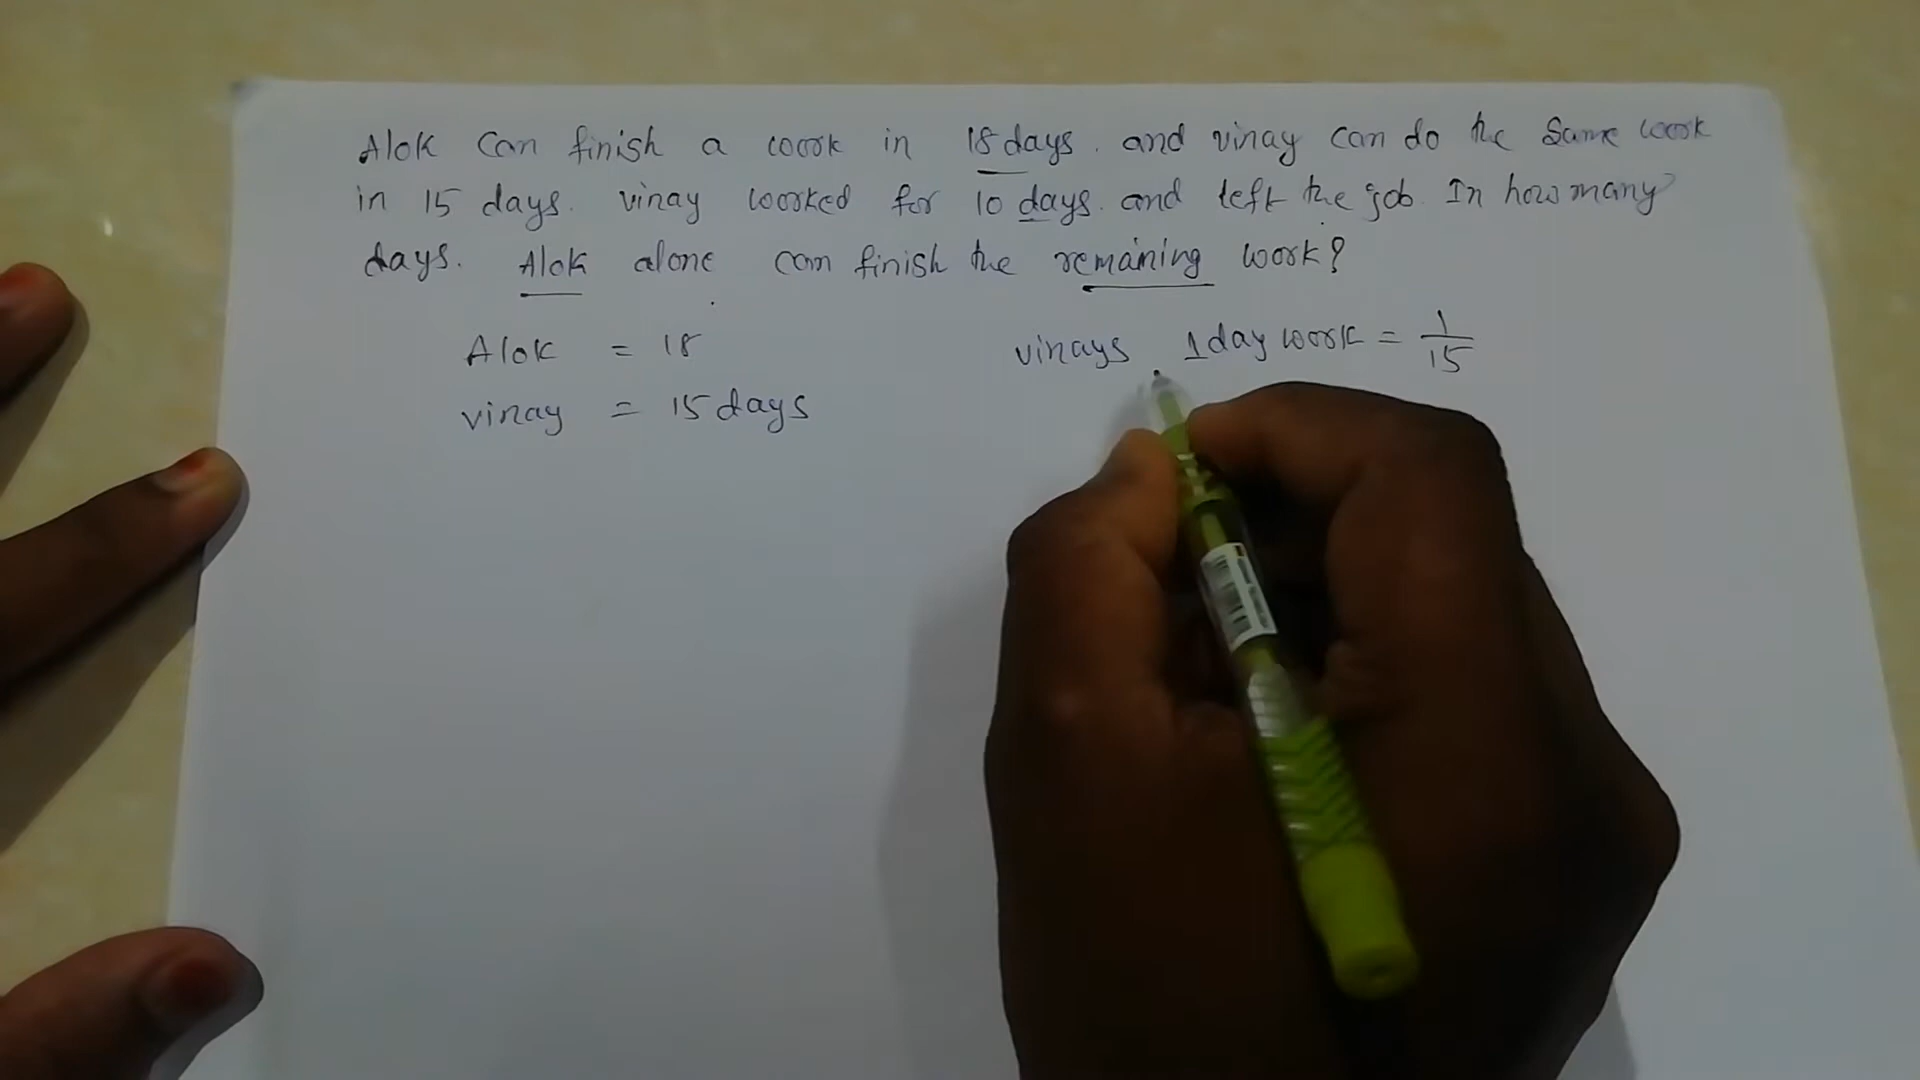 Alok Can finish a work in 18 days. and vinay can do the same work
in 15 days. vinay worked for 10 days. and left the job. In how many
days. Alok alone can finish the remaining work?
Alok = 18
vinay = 15 days
vinays 1 day work = 1/15